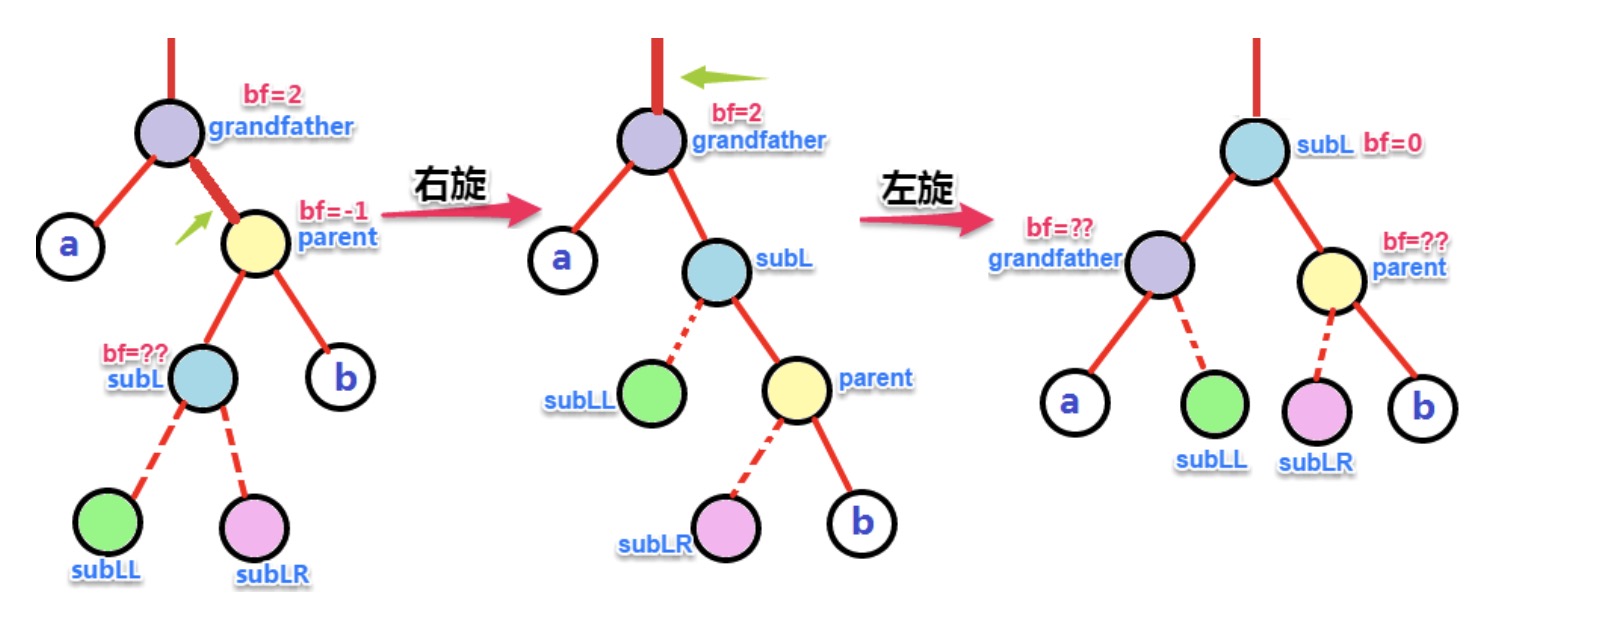 bf=2
grandfather
a
bf=-1
parent
bf=??
subL
b
subLL
subLR
右旋
bf=2
grandfather
a
subL
subLL
parent
subLR
b
左旋
subL bf=0
bf=??
grandfather
bf=??
parent
a
b
subLL
subLR